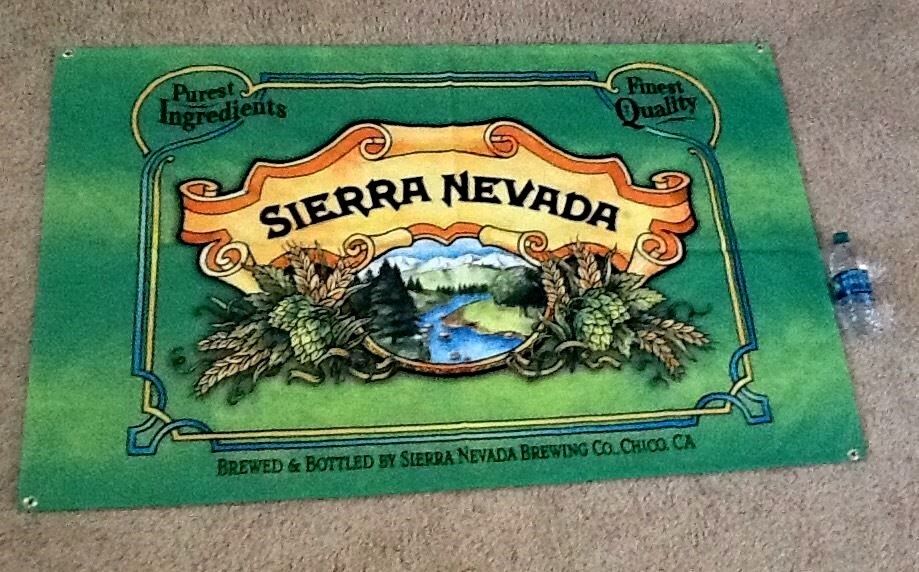 Purest
Ingredients
Finest
Quality
SIERRA NEVADA
BREWED & BOTTLED BY SIERRA NEVADA BREWING CO., CHICO, CA